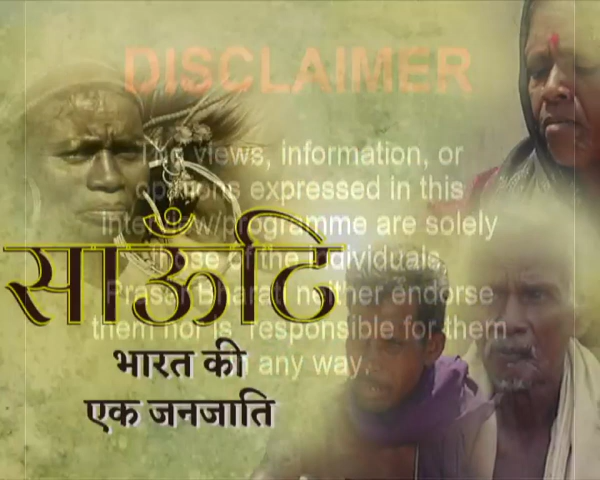 DISCLAIMER
The views, information, or
opinions expressed in this
interview/programme are solely
those of the individuals.
Prasar Bharati neither endorse
them nor is responsible for them
any way.
साऊँटि
भारत की
एक जनजाति